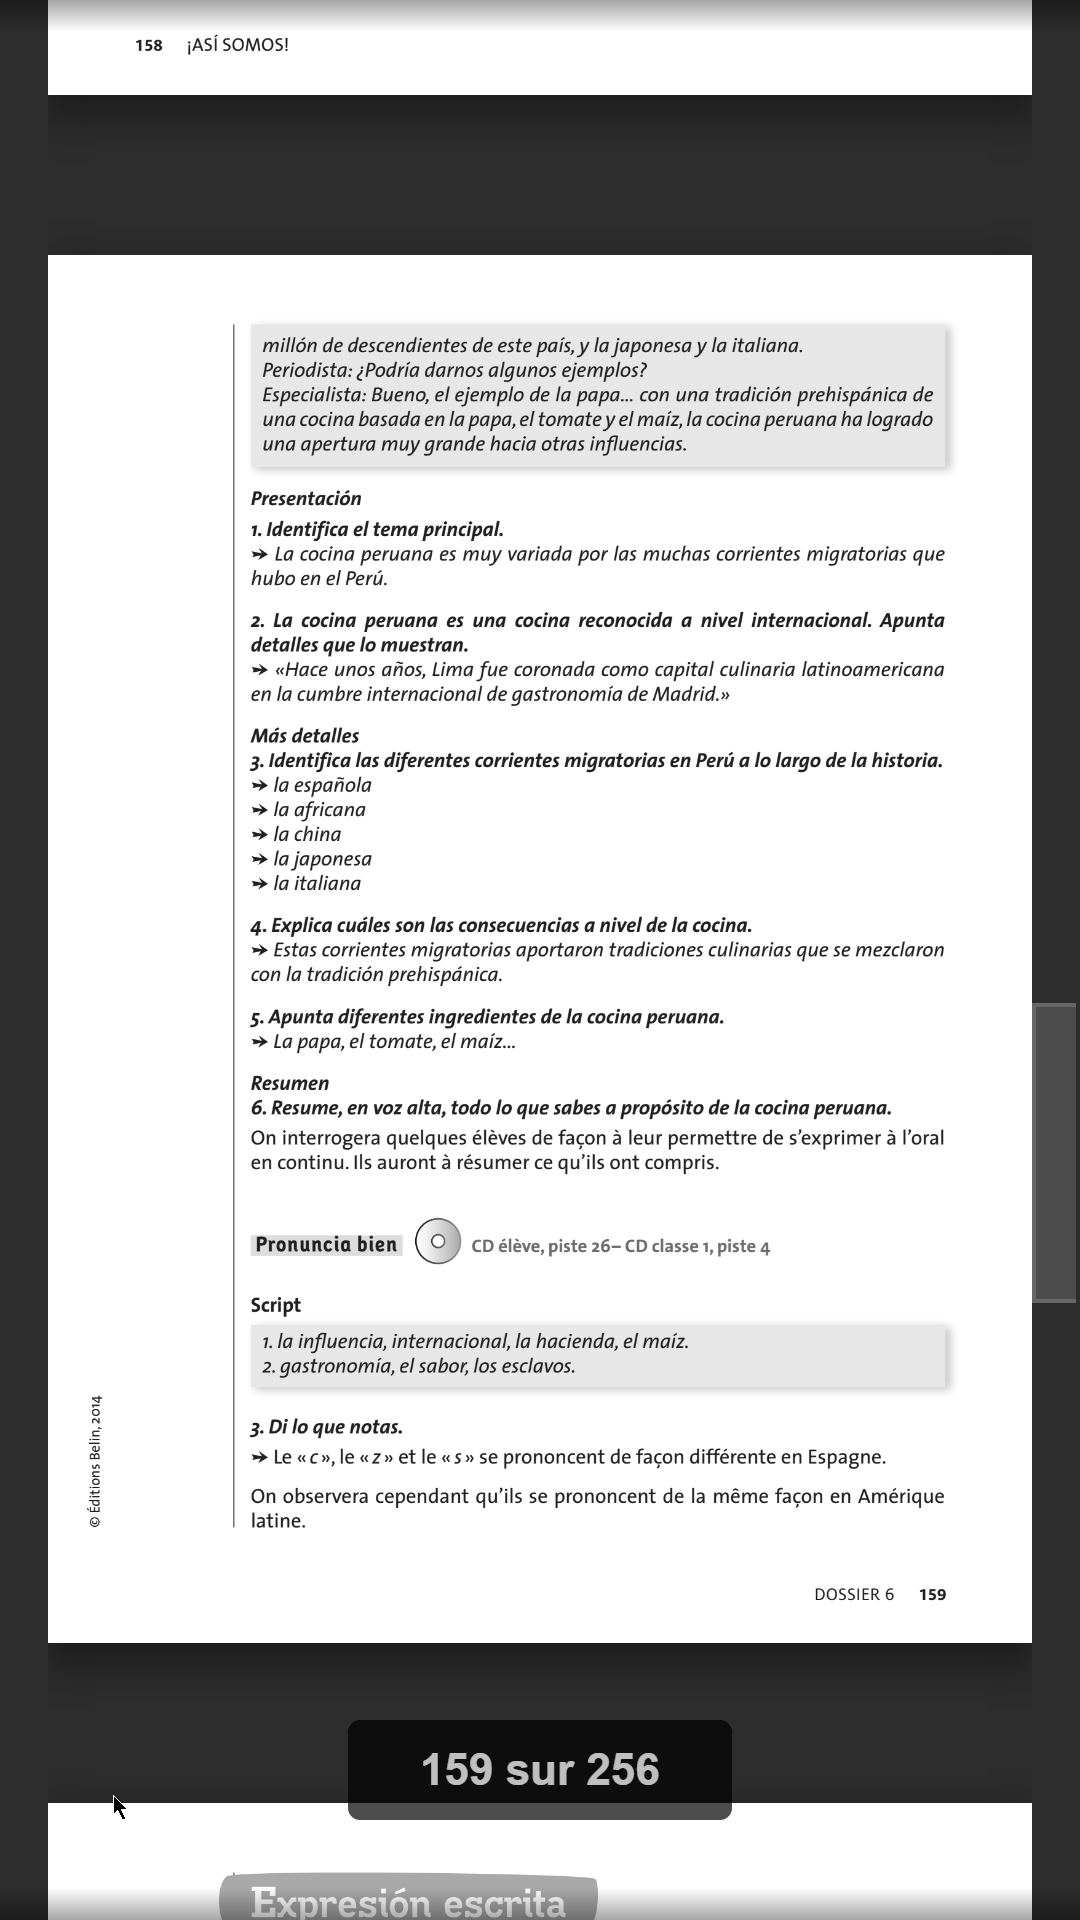 158 ¡ASÍ SOMOS!
millón de descendientes de este país, y la japonesa y la italiana.
Periodista: ¿Podría darnos algunos ejemplos?
Especialista: Bueno, el ejemplo de la papa... con una tradición prehispánica de
una cocina basada en la papa, el tomate y el maíz, la cocina peruana ha logrado
una apertura muy grande hacia otras influencias.
Presentación
1. Identifica el tema principal.
➳ La cocina peruana es muy variada por las muchas corrientes migratorias que
hubo en el Perú.
2. La cocina peruana es una cocina reconocida a nivel internacional. Apunta
detalles que lo muestran.
➳ «Hace unos años, Lima fue coronada como capital culinaria latinoamericana
en la cumbre internacional de gastronomía de Madrid.»
Más detalles
3. Identifica las diferentes corrientes migratorias en Perú a lo largo de la historia.
➳ la española
➳ la africana
➳ la china
➳ la japonesa
➳ la italiana
4. Explica cuáles son las consecuencias a nivel de la cocina.
➳ Estas corrientes migratorias aportaron tradiciones culinarias que se mezclaron
con la tradición prehispánica.
5. Apunta diferentes ingredientes de la cocina peruana.
➳ La papa, el tomate, el maíz...
Resumen
6. Resume, en voz alta, todo lo que sabes a propósito de la cocina peruana.
On interrogera quelques élèves de façon à leur permettre de s'exprimer à l'oral
en continu. Ils auront à résumer ce qu'ils ont compris.
Pronuncia bien CD élève, piste 26– CD classe 1, piste 4
Script
1. la influencia, internacional, la hacienda, el maíz.
2. gastronomía, el sabor, los esclavos.
3. Di lo que notas.
➳ Le « c », le « z » et le « s » se prononcent de façon différente en Espagne.
On observera cependant qu'ils se prononcent de la même façon en Amérique
latine.
© Éditions Belin, 2014
DOSSIER 6 159
159 sur 256
Expresión escrita